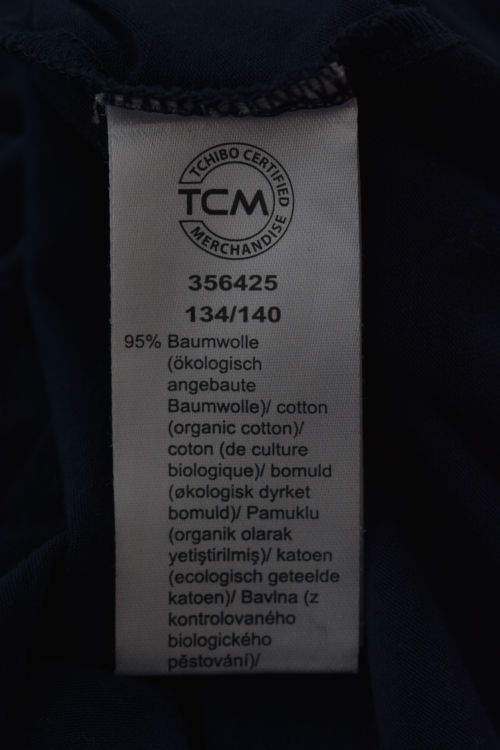 TCHIBO CERTIFIED
TCM
MERCHANDISE
356425
134/140
95% Baumwolle
(ökologisch
angebaute
Baumwolle)/ cotton
(organic cotton)/
coton (de culture
biologique)/ bomuld
(økologisk dyrket
bomuld)/ Pamuklu
(organik olarak
yetiştirilmiş)/ katoen
(ecologisch geteelde
katoen)/ Bavlna (z
kontrolovaného
biologického
pěstování)/